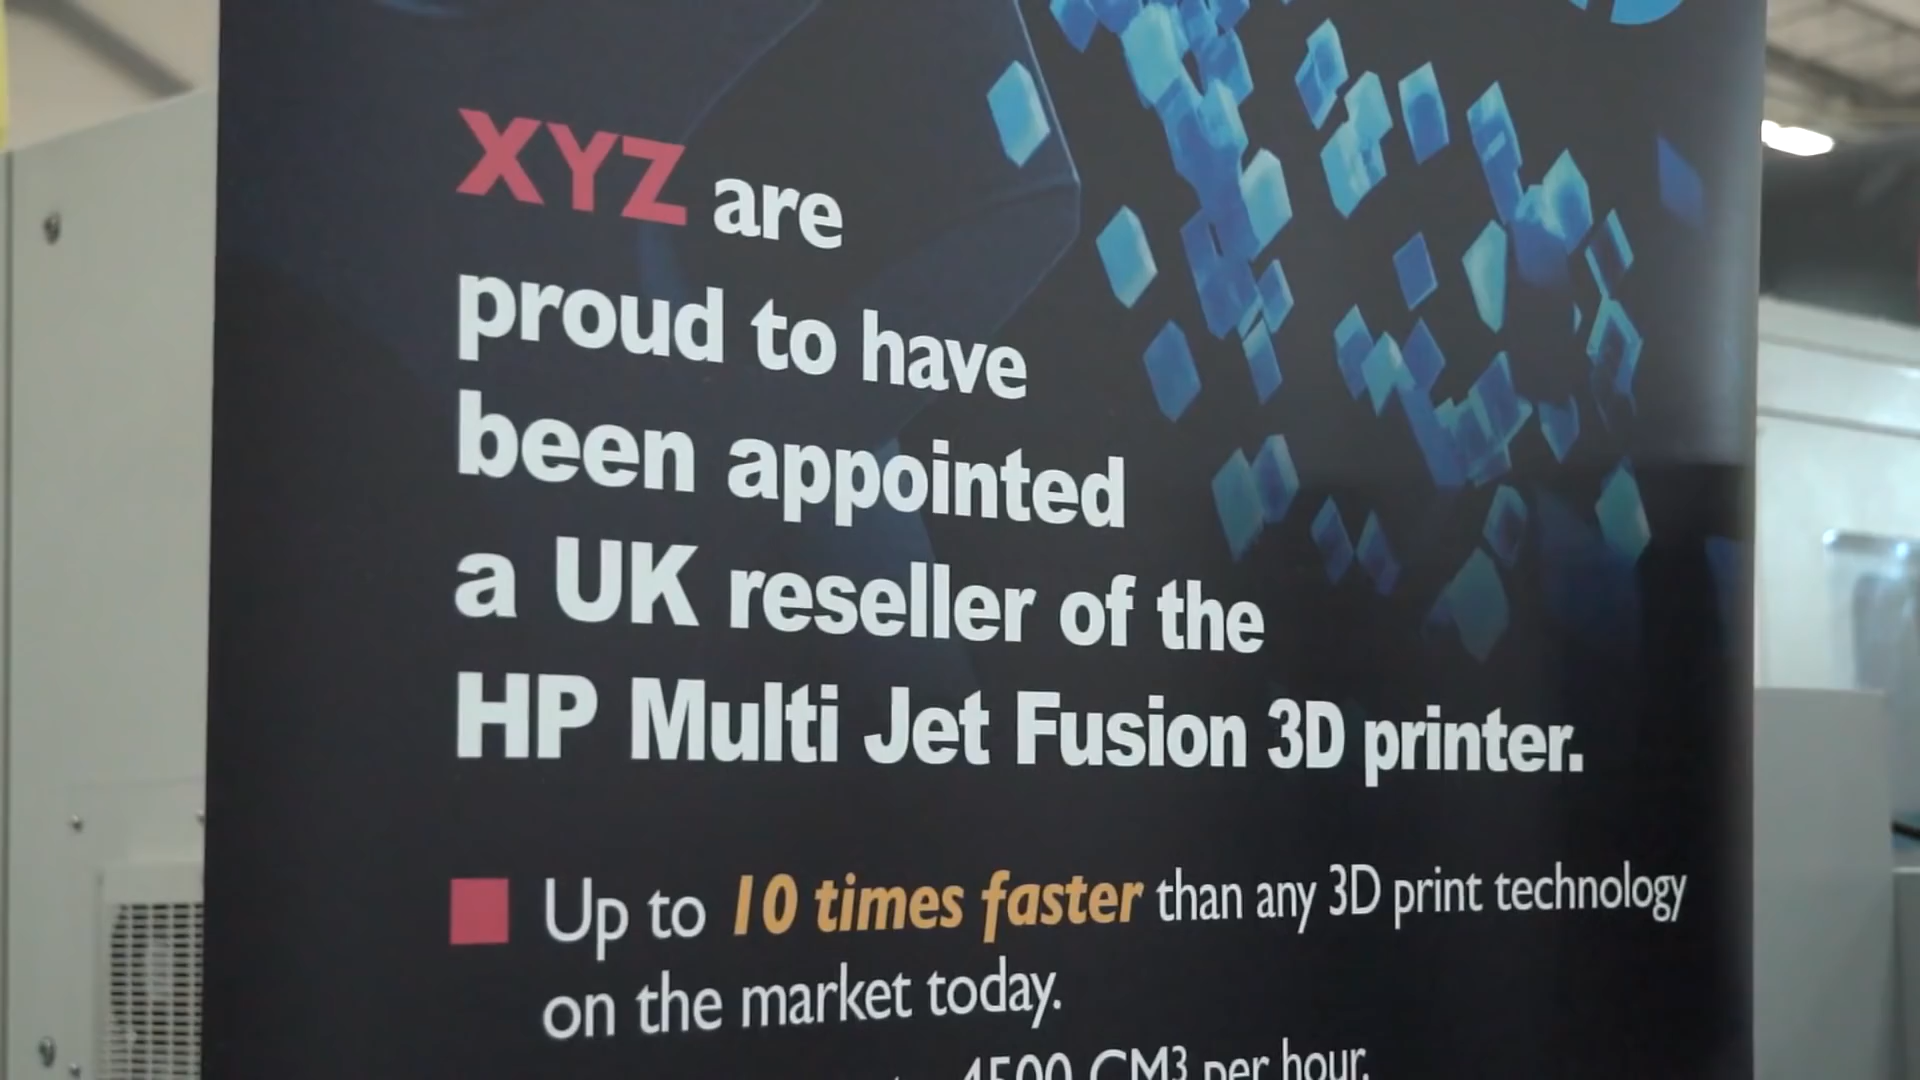 XYZ are
proud to have
been appointed
a UK reseller of the
HP Multi Jet Fusion 3D printer.
Up to 10 times faster than any 3D print technology
on the market today.
4500 CM³ per hour.